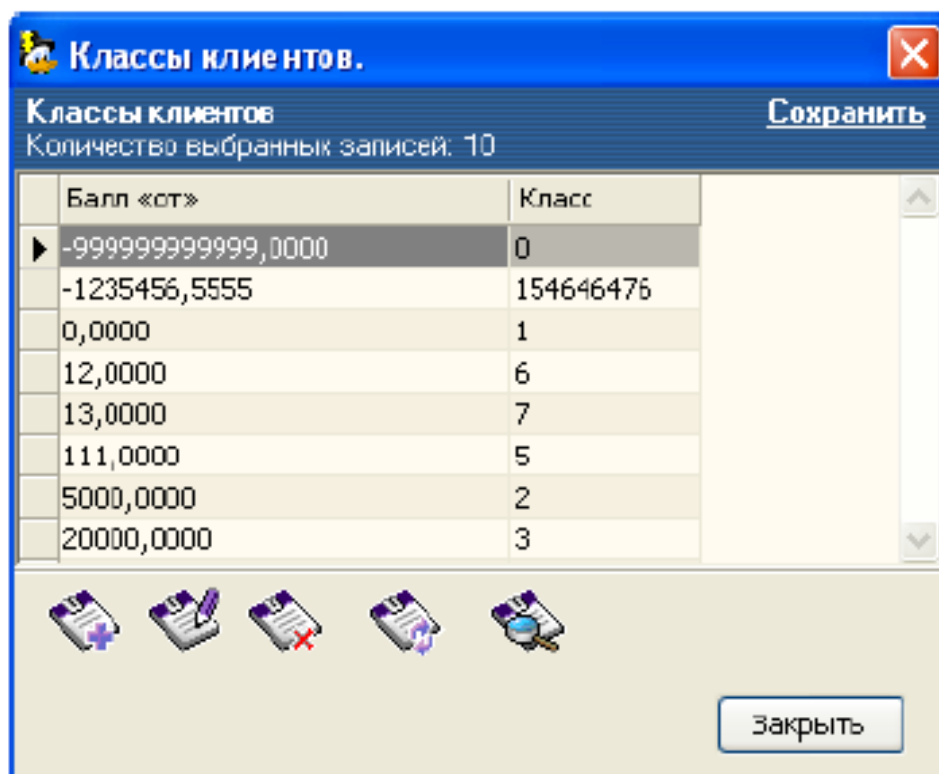 Классы клиентов.
Классы клиентов Сохранить
Количество выбранных записей: 10
Балл «от» Класс
-999999999999,0000 0
-1235456,5555 154646476
0,0000 1
12,0000 6
13,0000 7
111,0000 5
5000,0000 2
20000,0000 3
Закрыть